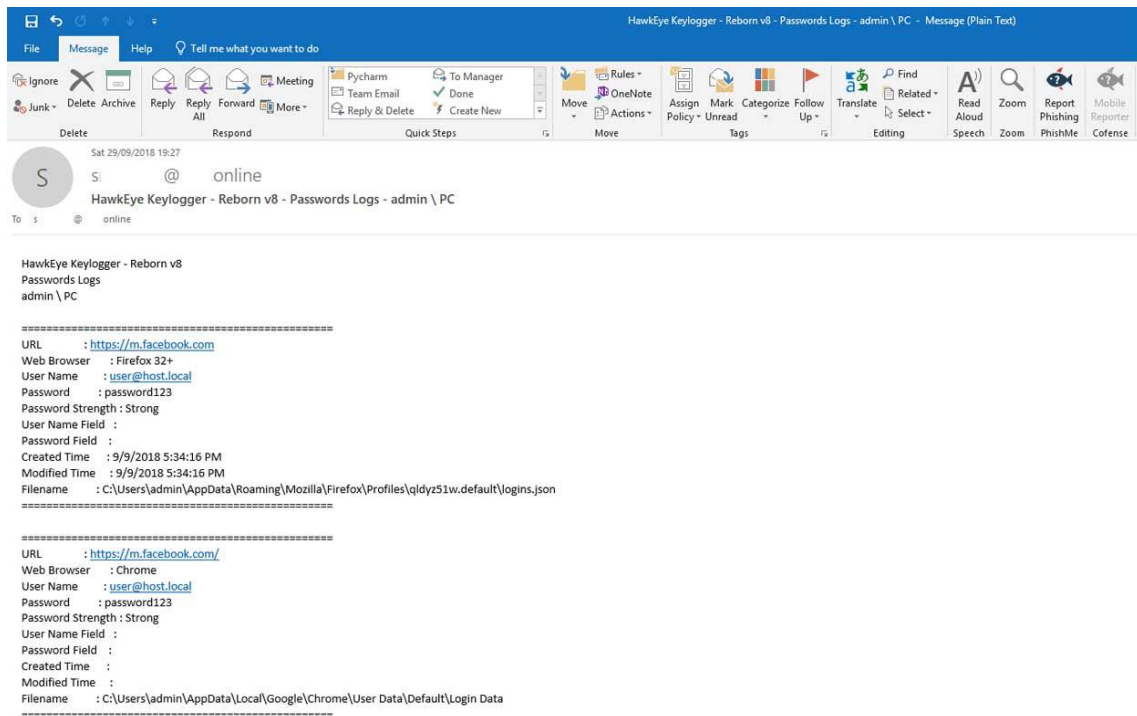 HawkEye Keylogger - Reborn v8 - Passwords Logs - admin \ PC - Message (Plain Text)
File Message Help Tell me what you want to do
Ignore
Junk
Delete Archive
Reply Reply All Forward
Meeting
More
Pycharm To Manager
Team Email Done
Reply & Delete Create New
Move
Rules
OneNote
Actions
Assign Policy Mark Unread Categorize Follow Up
Translate
Find
Related
Select
Read Aloud
Zoom
Report Phishing
Mobile Reporter
Delete Respond Quick Steps Move Tags Editing Speech Zoom PhishMe Cofense
Sat 29/09/2018 19:27
S
S @ online
HawkEye Keylogger - Reborn v8 - Passwords Logs - admin \ PC
To s @ online
HawkEye Keylogger - Reborn v8
Passwords Logs
admin \ PC
==================================================
URL : https://m.facebook.com
Web Browser : Firefox 32+
User Name : user@host.local
Password : password123
Password Strength : Strong
User Name Field :
Password Field :
Created Time : 9/9/2018 5:34:16 PM
Modified Time : 9/9/2018 5:34:16 PM
Filename : C:\Users\admin\AppData\Roaming\Mozilla\Firefox\Profiles\qldyz51w.default\logins.json
==================================================
==================================================
URL : https://m.facebook.com/
Web Browser : Chrome
User Name : user@host.local
Password : password123
Password Strength : Strong
User Name Field :
Password Field :
Created Time :
Modified Time :
Filename : C:\Users\admin\AppData\Local\Google\Chrome\User Data\Default\Login Data
==================================================